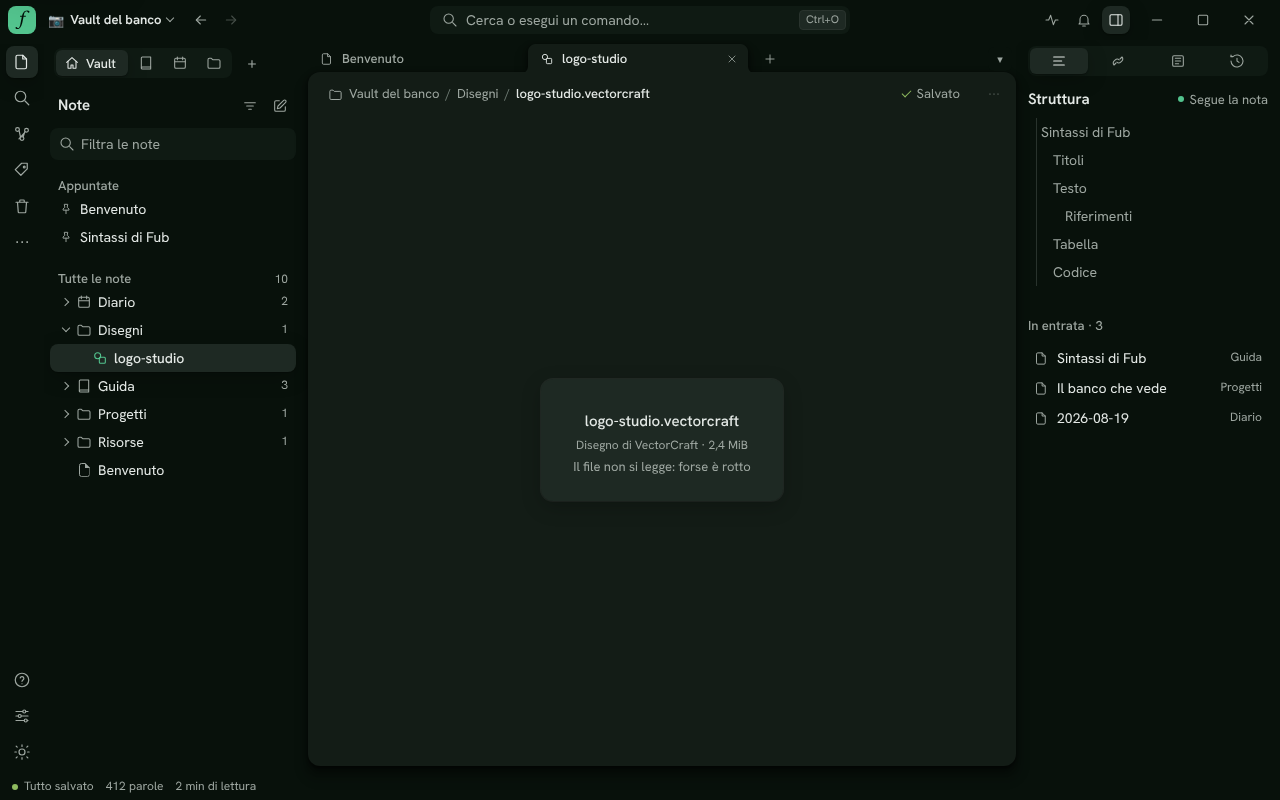 f Vault del banco
Cerca o esegui un comando...
Ctrl+O
Vault
Note
Filtra le note
Appuntate
Benvenuto
Sintassi di Fub
Tutte le note 10
Diario 2
Disegni 1
logo-studio
Guida 3
Progetti 1
Risorse 1
Benvenuto
Tutto salvato 412 parole 2 min di lettura
Benvenuto
logo-studio
Vault del banco / Disegni / logo-studio.vectorcraft
Salvato
logo-studio.vectorcraft
Disegno di VectorCraft · 2,4 MiB
Il file non si legge: forse è rotto
Struttura
Segue la nota
Sintassi di Fub
Titoli
Testo
Riferimenti
Tabella
Codice
In entrata · 3
Sintassi di Fub Guida
Il banco che vede Progetti
2026-08-19 Diario